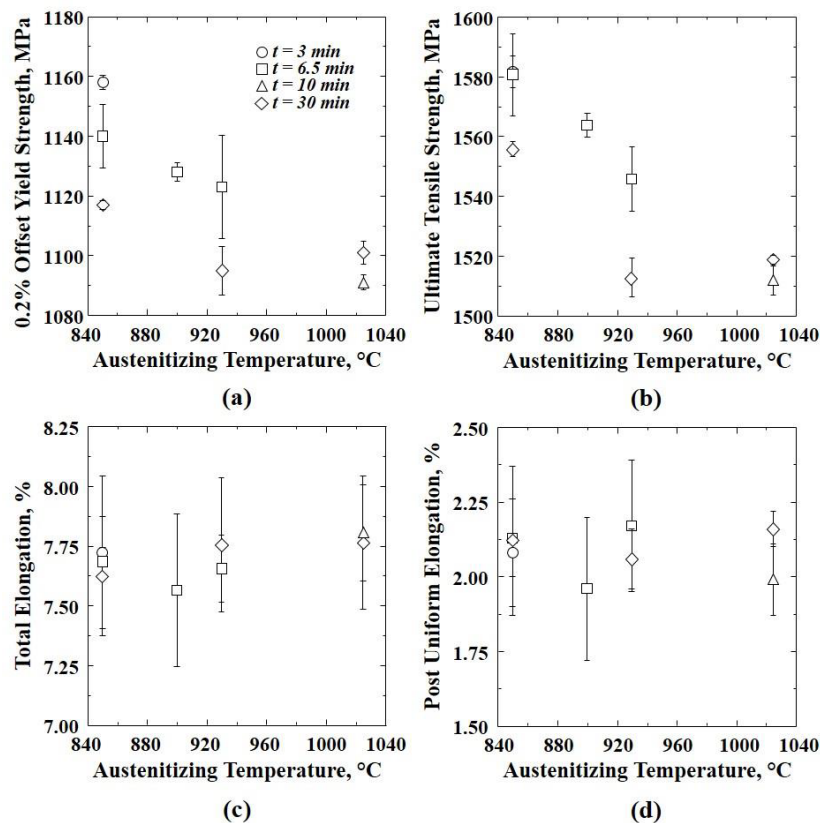 1180
1160
1140
1120
1100
1080
0.2% Offset Yield Strength, MPa
t = 3 min
t = 6.5 min
t = 10 min
t = 30 min
840 880 920 960 1000 1040
Austenitizing Temperature, °C
(a)
1600
1580
1560
1540
1520
1500
Ultimate Tensile Strength, MPa
840 880 920 960 1000 1040
Austenitizing Temperature, °C
(b)
8.25
8.00
7.75
7.50
7.25
7.00
Total Elongation, %
840 880 920 960 1000 1040
Austenitizing Temperature, °C
(c)
2.50
2.25
2.00
1.75
1.50
Post Uniform Elongation, %
840 880 920 960 1000 1040
Austenitizing Temperature, °C
(d)